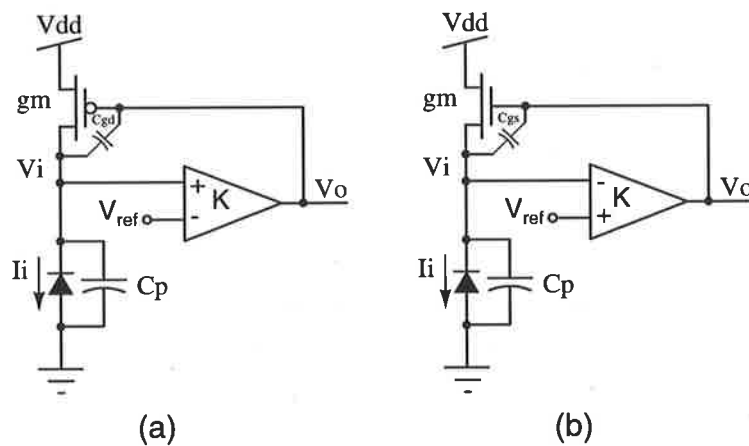 Vdd
gm
Cgd
Vi
+
K
Vo
Vref
-
Ii
Cp
(a)
Vdd
gm
Cgs
Vi
-
K
Vo
Vref
+
Ii
Cp
(b)